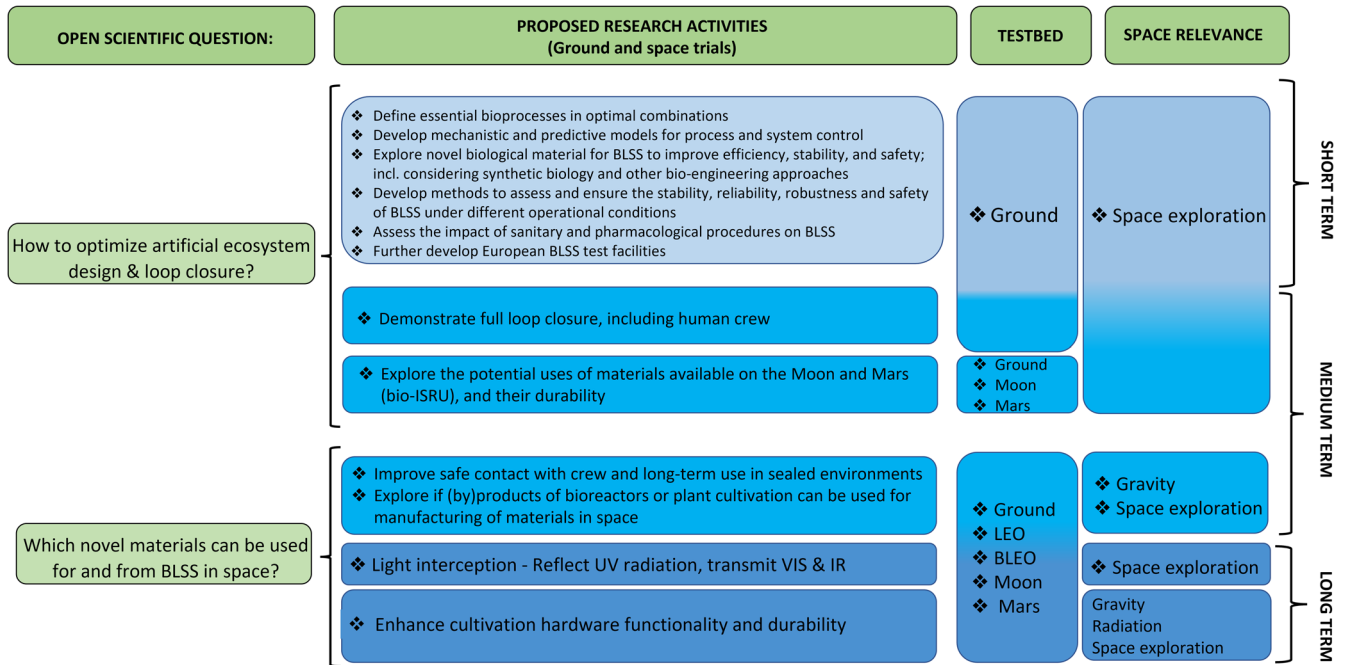 OPEN SCIENTIFIC QUESTION:
PROPOSED RESEARCH ACTIVITIES
(Ground and space trials)
TESTBED
SPACE RELEVANCE
How to optimize artificial ecosystem
design & loop closure?
❖ Define essential bioprocesses in optimal combinations
❖ Develop mechanistic and predictive models for process and system control
❖ Explore novel biological material for BLSS to improve efficiency, stability, and safety;
incl. considering synthetic biology and other bio-engineering approaches
❖ Develop methods to assess and ensure the stability, reliability, robustness and safety
of BLSS under different operational conditions
❖ Assess the impact of sanitary and pharmacological procedures on BLSS
❖ Further develop European BLSS test facilities
❖ Ground
❖ Space exploration
SHORT TERM
❖ Demonstrate full loop closure, including human crew
❖ Explore the potential uses of materials available on the Moon and Mars
(bio-ISRU), and their durability
❖ Ground
❖ Moon
❖ Mars
MEDIUM TERM
Which novel materials can be used
for and from BLSS in space?
❖ Improve safe contact with crew and long-term use in sealed environments
❖ Explore if (by)products of bioreactors or plant cultivation can be used for
manufacturing of materials in space
❖ Ground
❖ LEO
❖ BLEO
❖ Moon
❖ Mars
❖ Gravity
❖ Space exploration
❖ Light interception - Reflect UV radiation, transmit VIS & IR
❖ Space exploration
❖ Enhance cultivation hardware functionality and durability
Gravity
Radiation
Space exploration
LONG TERM